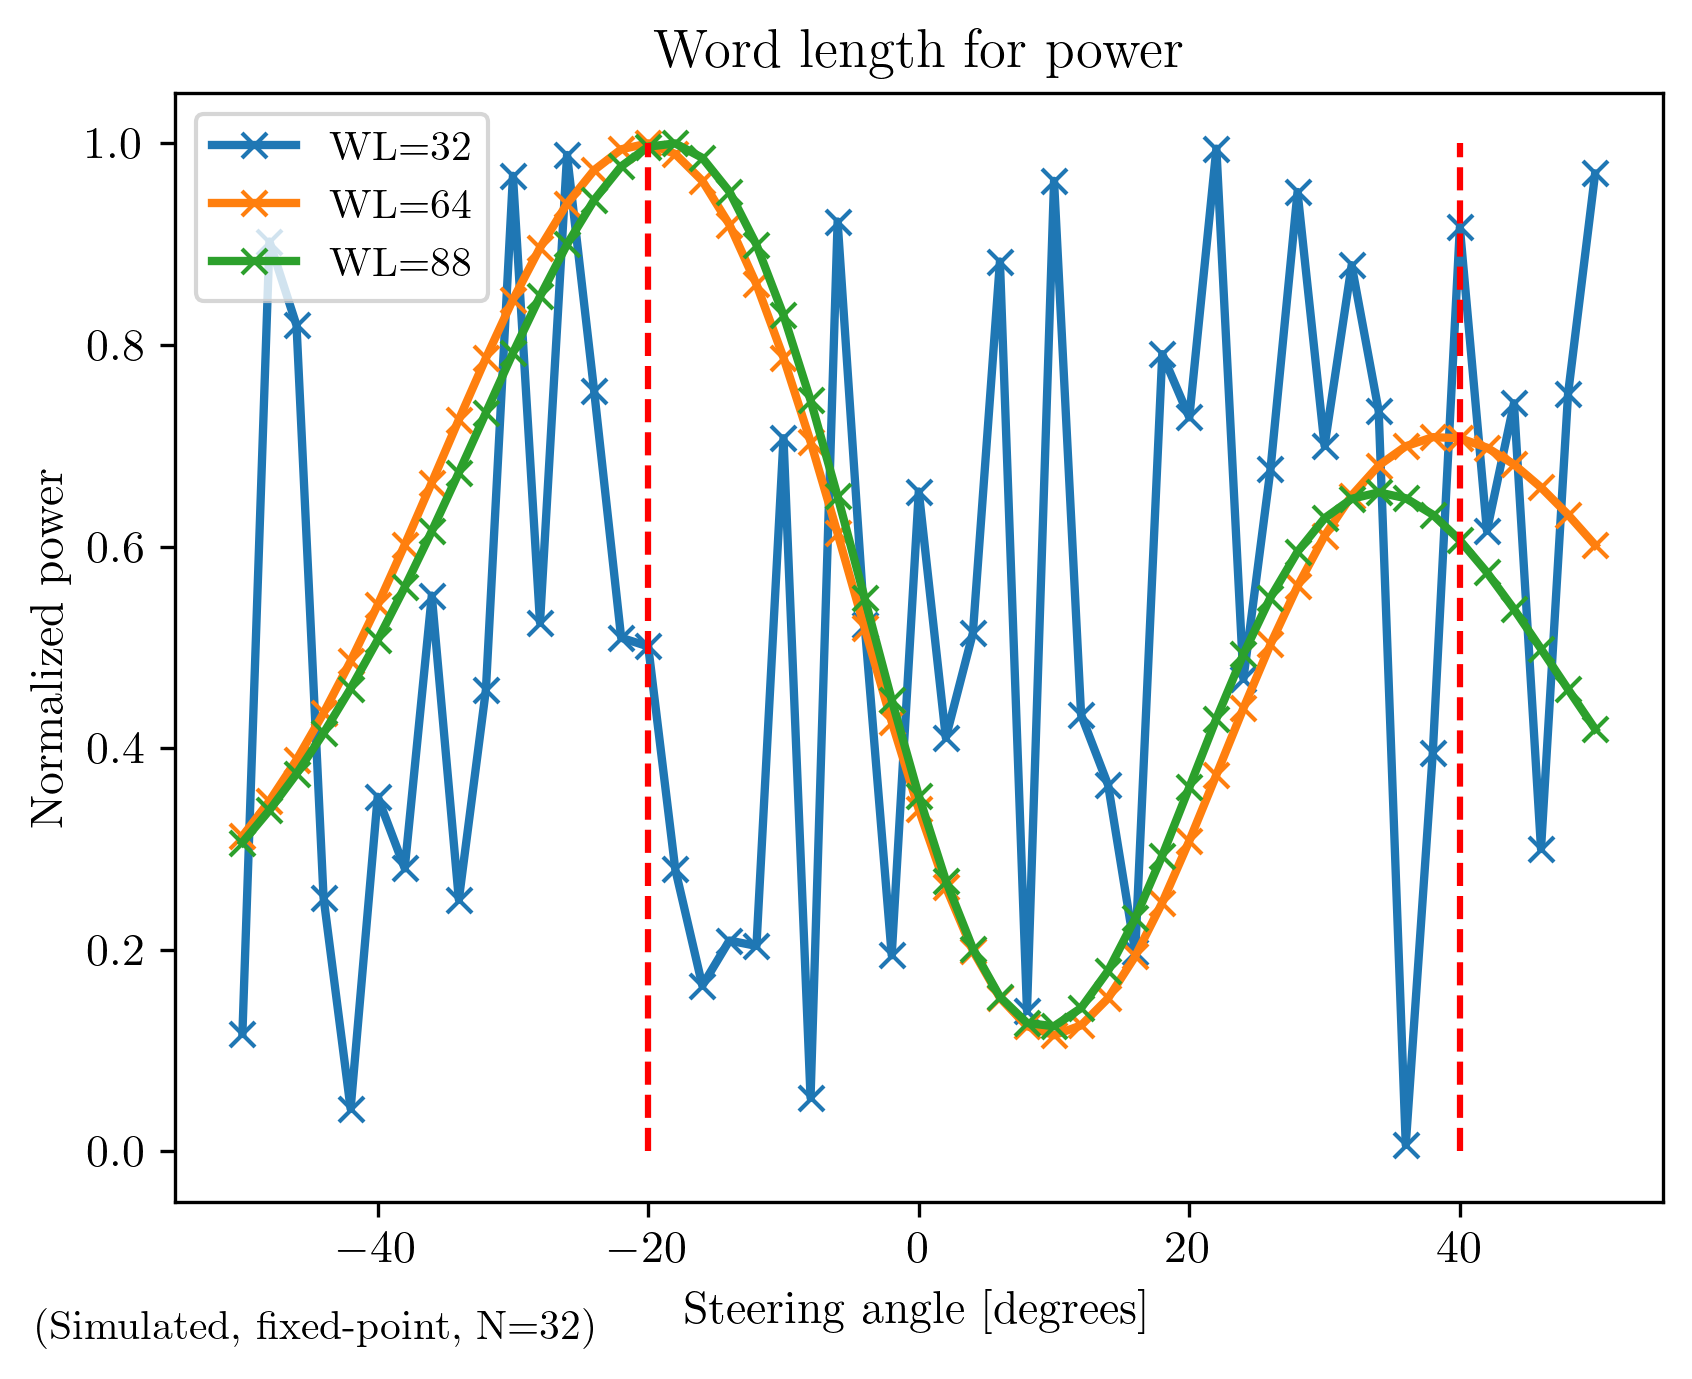 Word length for power
WL=32
WL=64
WL=88
Normalized power
1.0
0.8
0.6
0.4
0.2
0.0
−40
−20
0
20
40
Steering angle [degrees]
(Simulated, fixed-point, N=32)